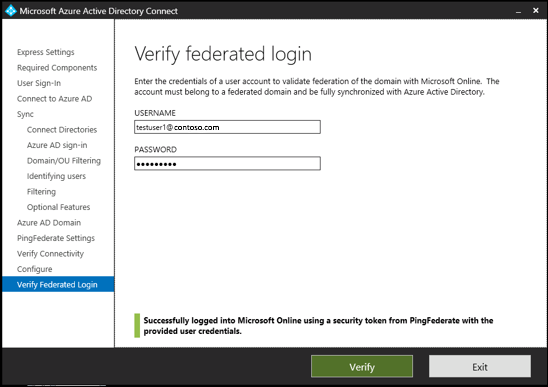 Microsoft Azure Active Directory Connect
Express Settings
Required Components
User Sign-In
Connect to Azure AD
Sync
Connect Directories
Azure AD sign-in
Domain/OU Filtering
Identifying users
Filtering
Optional Features
Azure AD Domain
PingFederate Settings
Verify Connectivity
Configure
Verify Federated Login
Verify federated login
Enter the credentials of a user account to validate federation of the domain with Microsoft Online. The
account must belong to a federated domain and be fully synchronized with Azure Active Directory.
USERNAME
testuser1@contoso.com
PASSWORD
•••••••••
Successfully logged into Microsoft Online using a security token from PingFederate with the
provided user credentials.
Verify
Exit